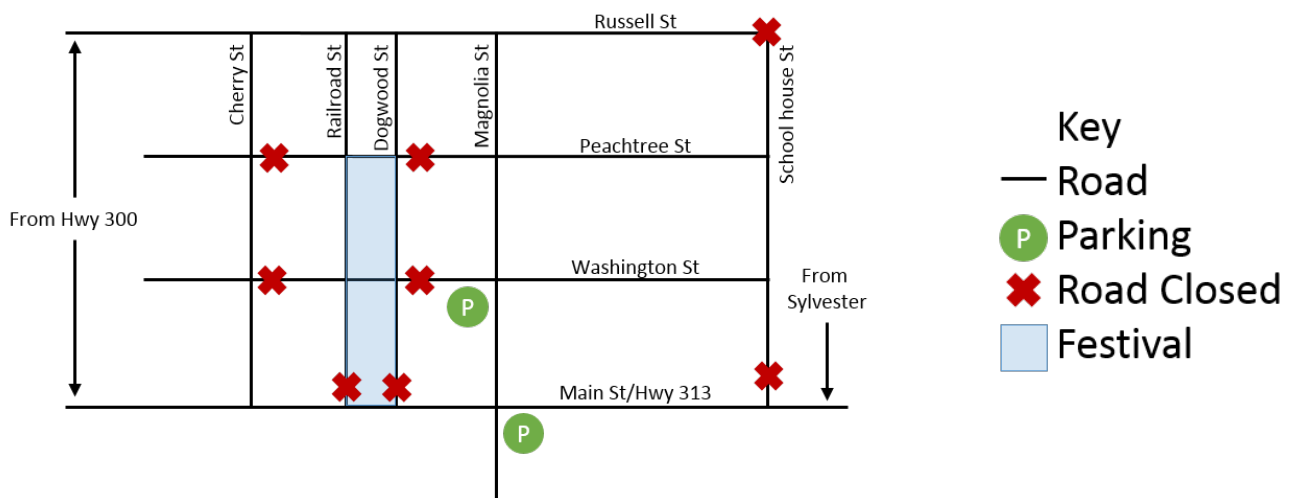 Russell St
Cherry St
Railroad St
Dogwood St
Magnolia St
School house St
Peachtree St
From Hwy 300
Washington St
From
Sylvester
P
Main St/Hwy 313
P
Key
Road
P Parking
Road Closed
Festival